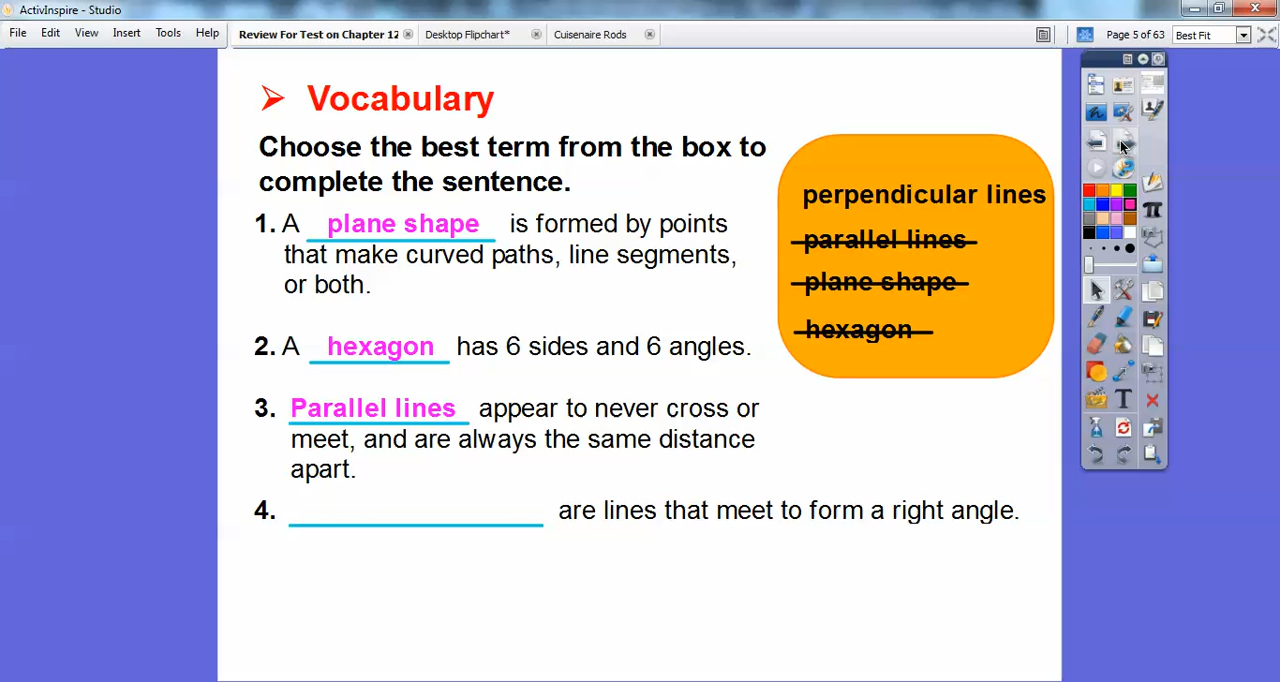 ActivInspire - Studio
File Edit View Insert Tools Help
Review For Test on Chapter 12 Desktop Flipchart* Cuisenaire Rods
Page 5 of 63 Best Fit
Vocabulary
Choose the best term from the box to
complete the sentence.
1. A plane shape is formed by points
that make curved paths, line segments,
or both.
2. A hexagon has 6 sides and 6 angles.
3. Parallel lines appear to never cross or
meet, and are always the same distance
apart.
4. are lines that meet to form a right angle.
perpendicular lines
parallel lines
plane shape
hexagon